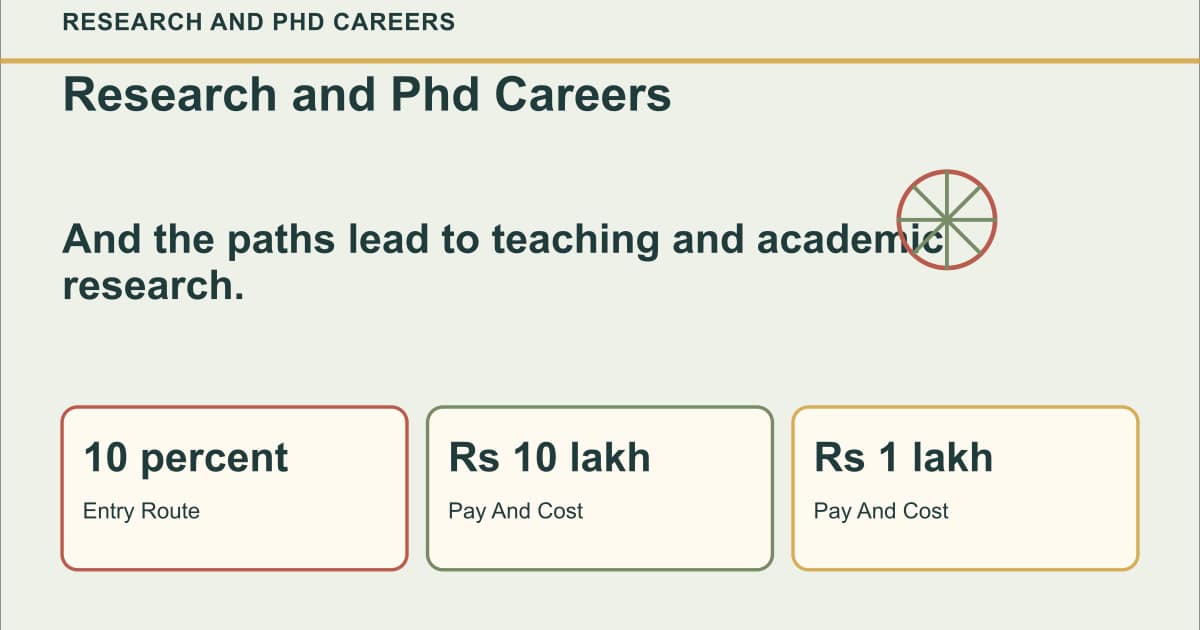 RESEARCH AND PHD CAREERS
Research and Phd Careers
And the paths lead to teaching and academic
research.
10 percent
Entry Route
Rs 10 lakh
Pay And Cost
Rs 1 lakh
Pay And Cost